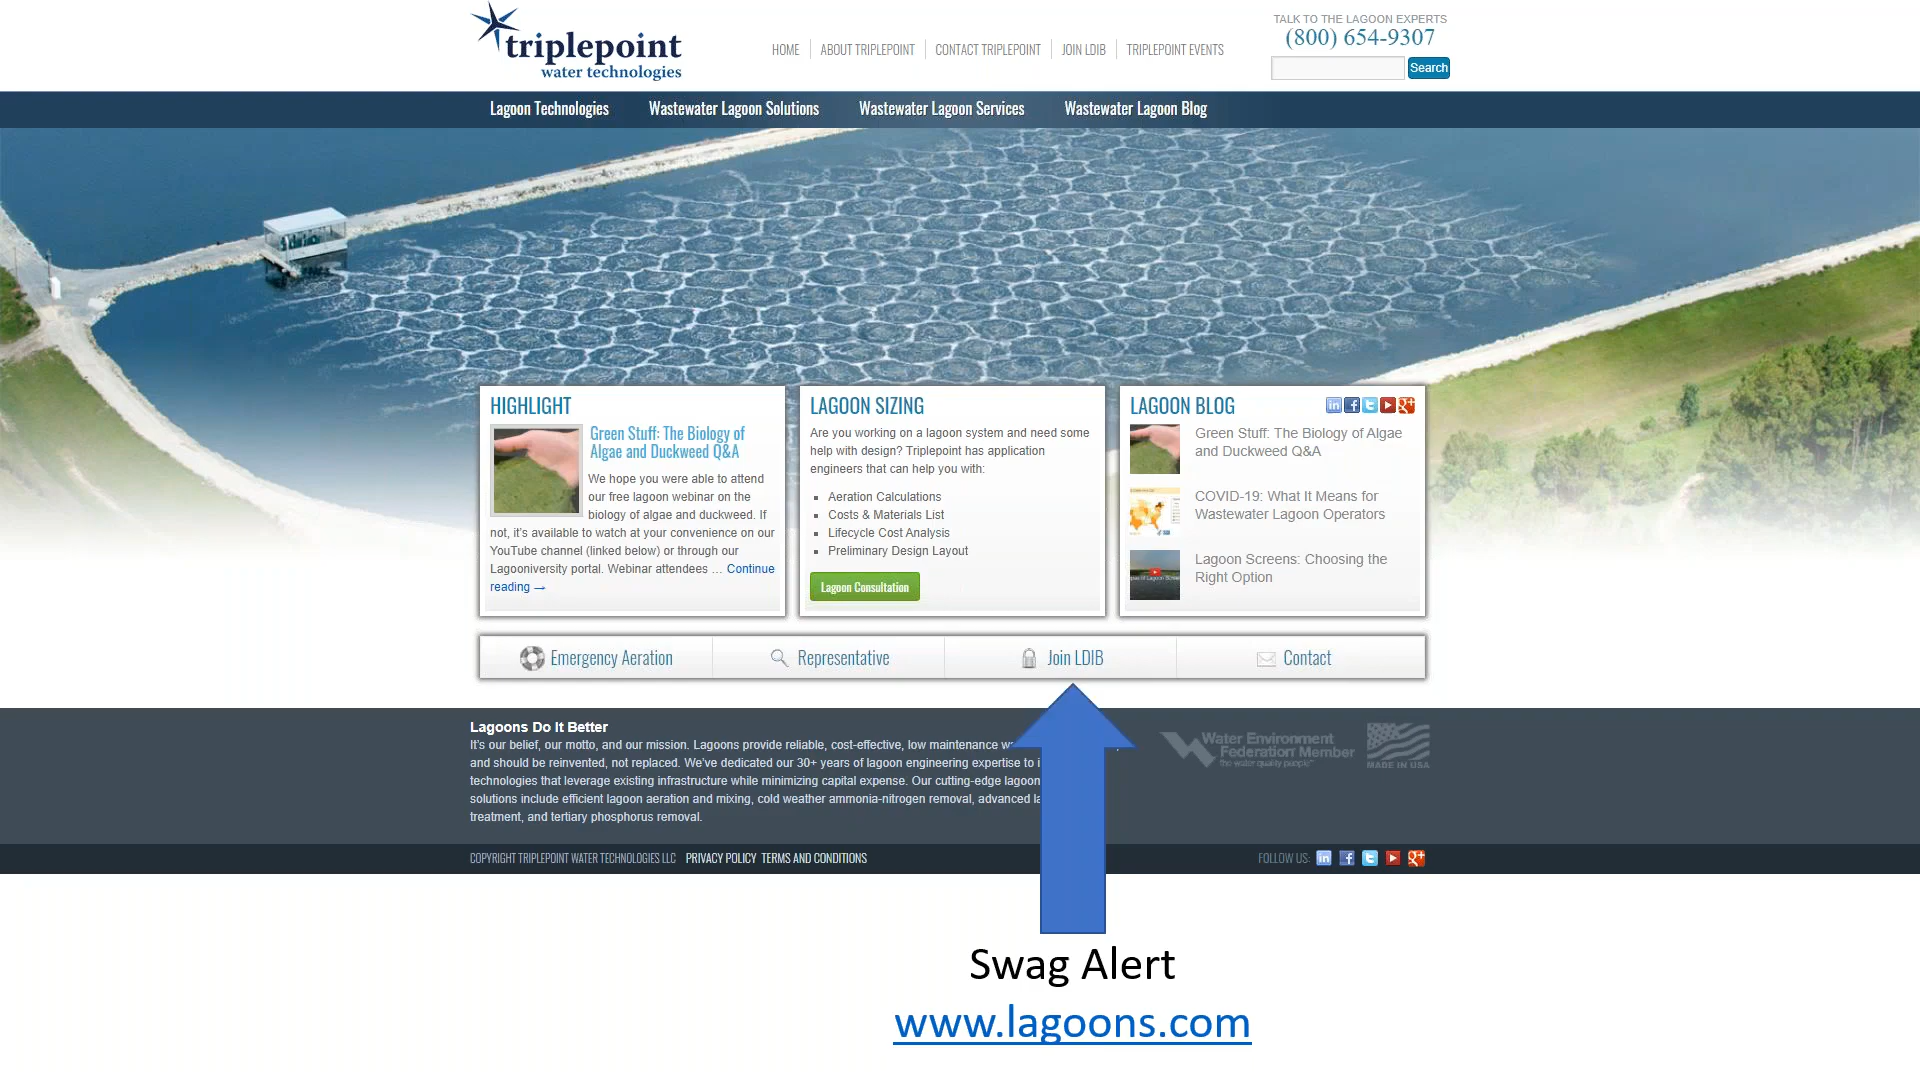 triplepoint
water technologies
HOME
ABOUT TRIPLEPOINT
CONTACT TRIPLEPOINT
JOIN LDIB
TRIPLEPOINT EVENTS
TALK TO THE LAGOON EXPERTS
(800) 654-9307
Search
Lagoon Technologies
Wastewater Lagoon Solutions
Wastewater Lagoon Services
Wastewater Lagoon Blog
HIGHLIGHT
Green Stuff: The Biology of
Algae and Duckweed Q&A
We hope you were able to attend
our free lagoon webinar on the
biology of algae and duckweed. If
not, it's available to watch at your convenience on our
YouTube channel (linked below) or through our
Lagooniversity portal. Webinar attendees … Continue
reading →
LAGOON SIZING
Are you working on a lagoon system and need some
help with design? Triplepoint has application
engineers that can help you with:
Aeration Calculations
Costs & Materials List
Lifecycle Cost Analysis
Preliminary Design Layout
Lagoon Consultation
LAGOON BLOG
Green Stuff: The Biology of Algae
and Duckweed Q&A
COVID-19: What It Means for
Wastewater Lagoon Operators
Lagoon Screens: Choosing the
Right Option
Emergency Aeration
Representative
Join LDIB
Contact
Lagoons Do It Better
It's our belief, our motto, and our mission. Lagoons provide reliable, cost-effective, low maintenance
and should be reinvented, not replaced. We've dedicated our 30+ years of lagoon engineering expertise to
technologies that leverage existing infrastructure while minimizing capital expense. Our cutting-edge lagoon
solutions include efficient lagoon aeration and mixing, cold weather ammonia-nitrogen removal, advanced
treatment, and tertiary phosphorus removal.
Water Environment
Federation Member
the water quality people
MADE IN USA
COPYRIGHT TRIPLEPOINT WATER TECHNOLOGIES LLC
PRIVACY POLICY
TERMS AND CONDITIONS
FOLLOW US:
Swag Alert
www.lagoons.com